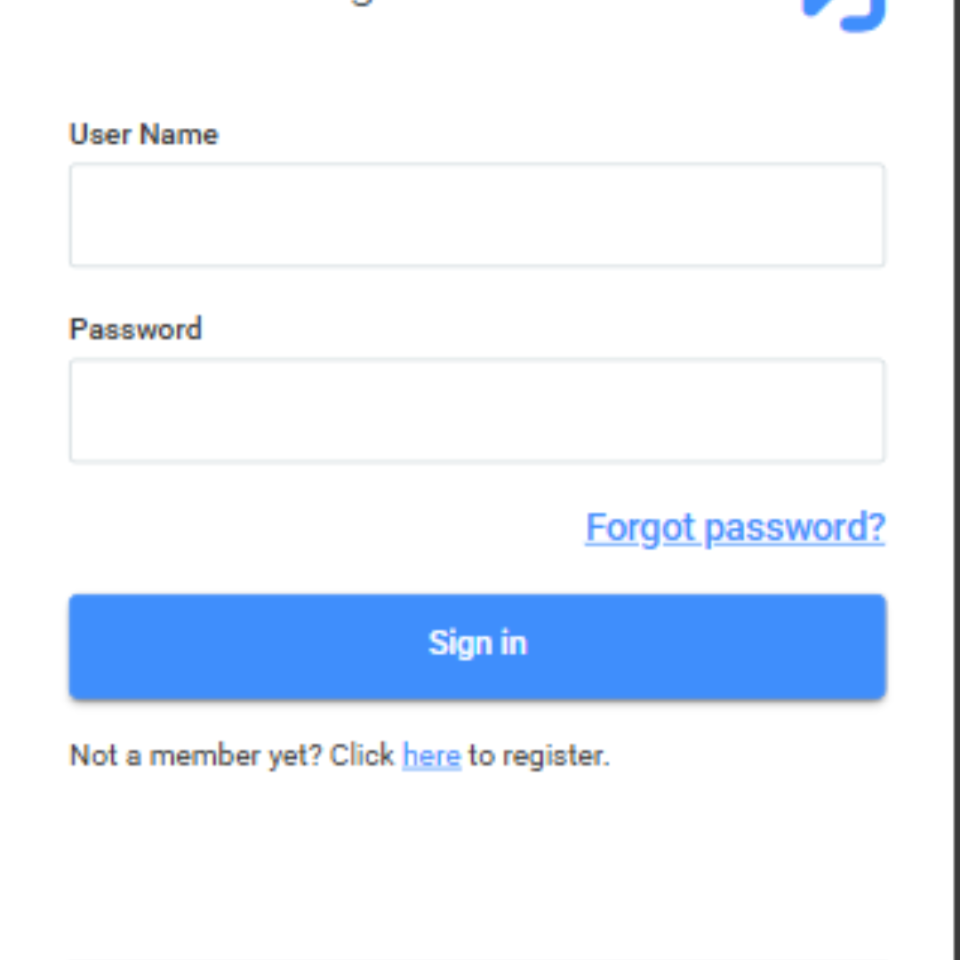 User Name
Password
Forgot password?
Sign in
Not a member yet? Click here to register.